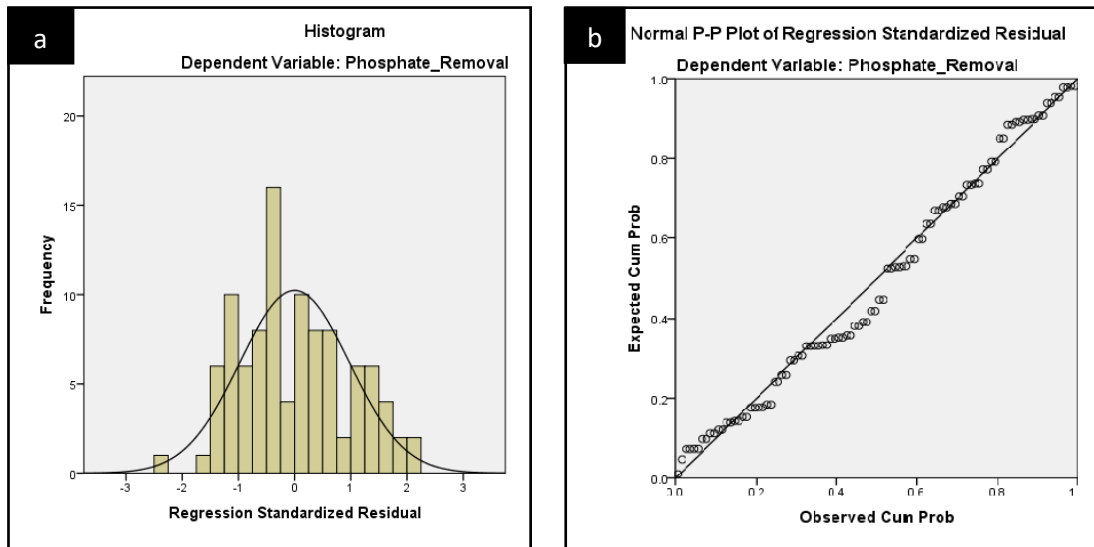 a
Histogram
Dependent Variable: Phosphate_Removal
20
15
10
5
0
Frequency
-3 -2 -1 0 1 2 3
Regression Standardized Residual
b
Normal P-P Plot of Regression Standardized Residual
Dependent Variable: Phosphate_Removal
1.0
0.8
0.6
0.4
0.2
0.0
Expected Cum Prob
0.0 0.2 0.4 0.6 0.8 1
Observed Cum Prob